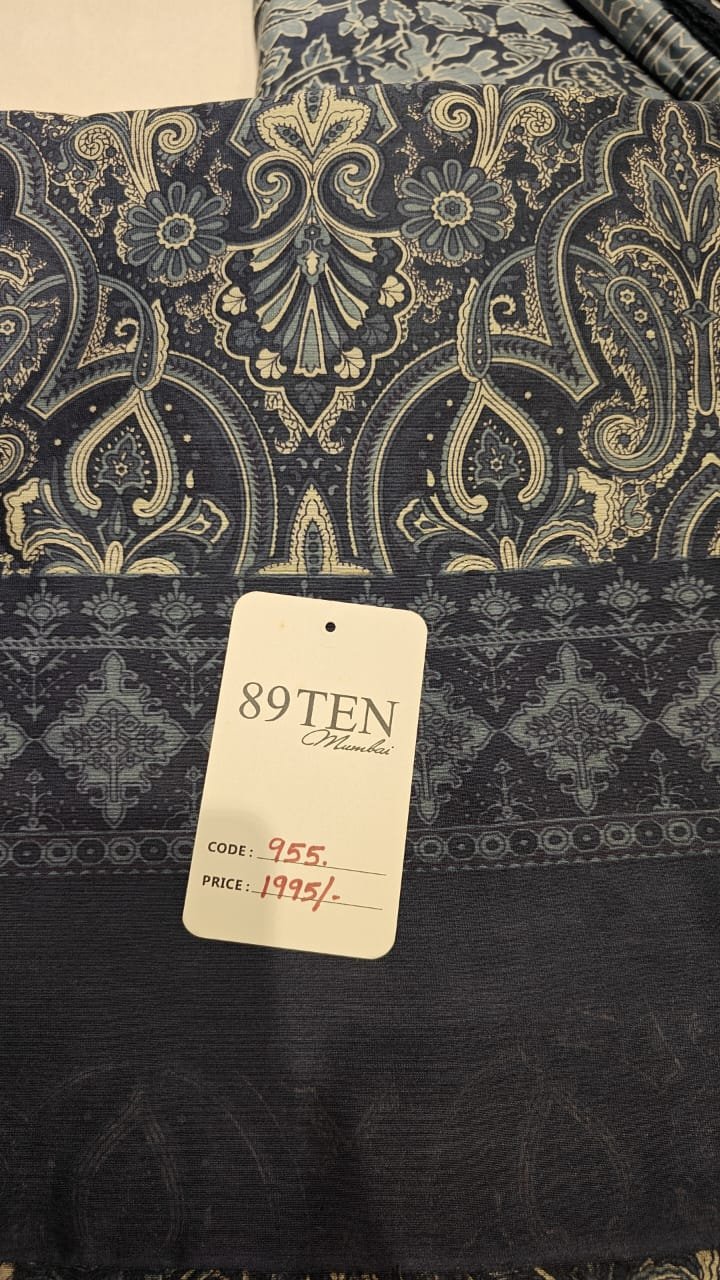 89TEN
Mumbai
CODE: 955.
PRICE: 1995/-